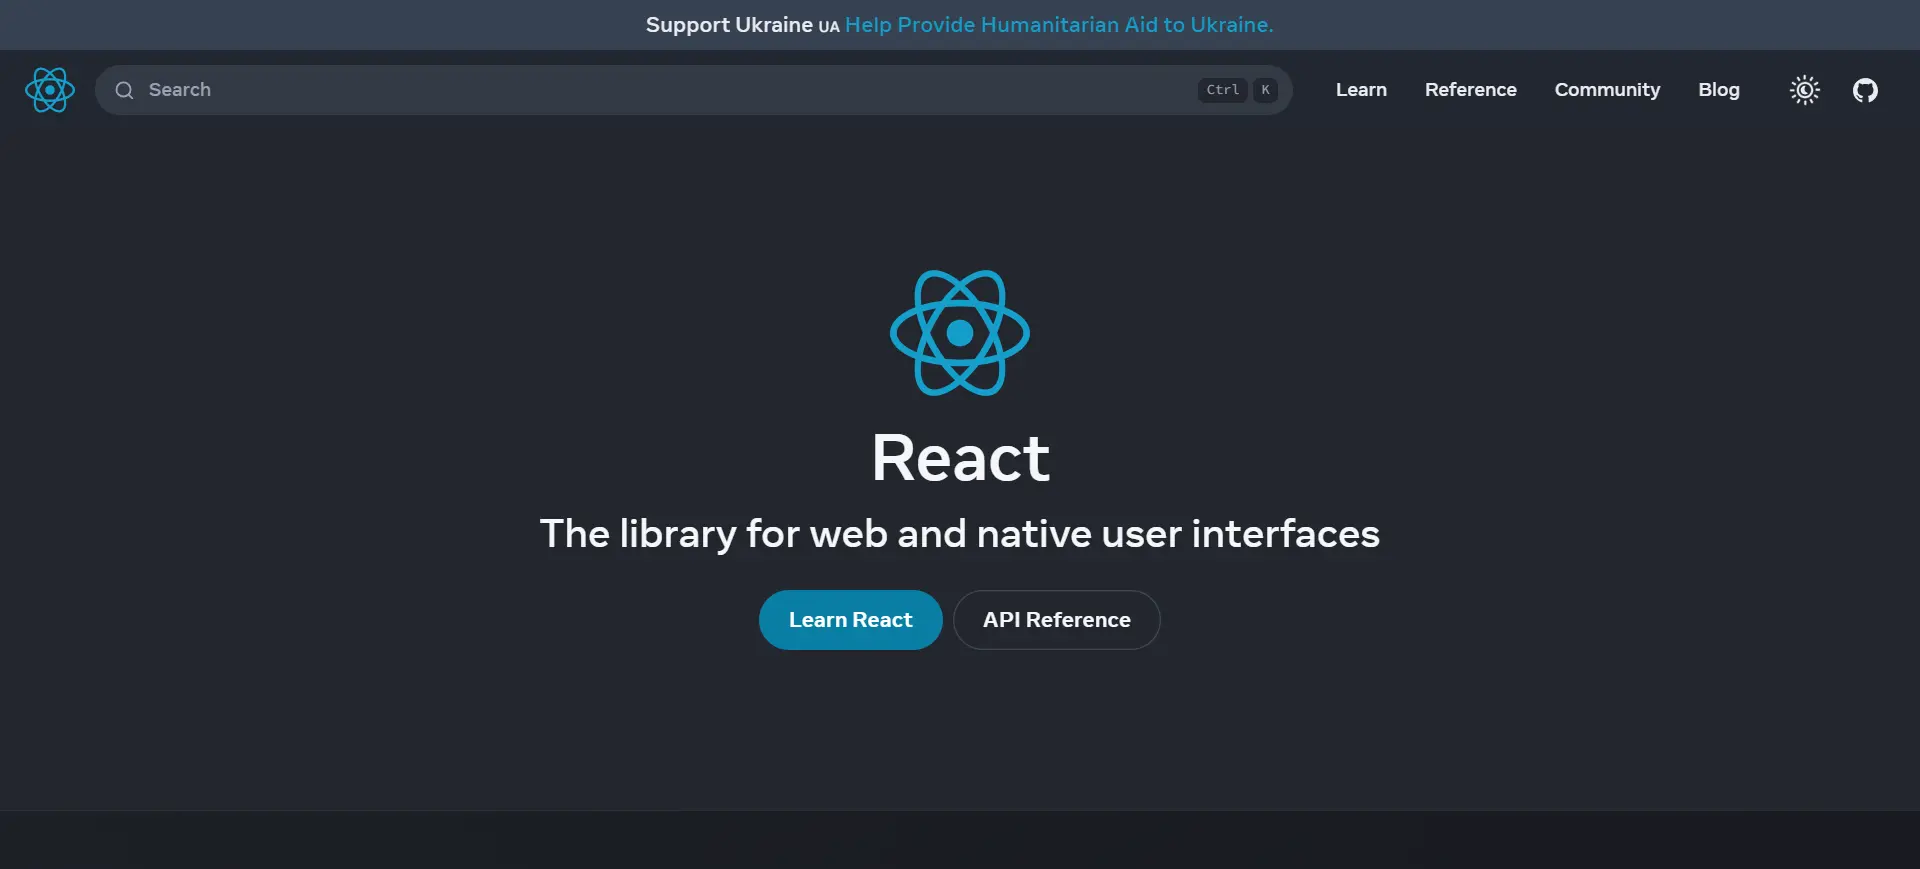 Support Ukraine UA Help Provide Humanitarian Aid to Ukraine.
Search Ctrl K Learn Reference Community Blog
React
The library for web and native user interfaces
Learn React API Reference